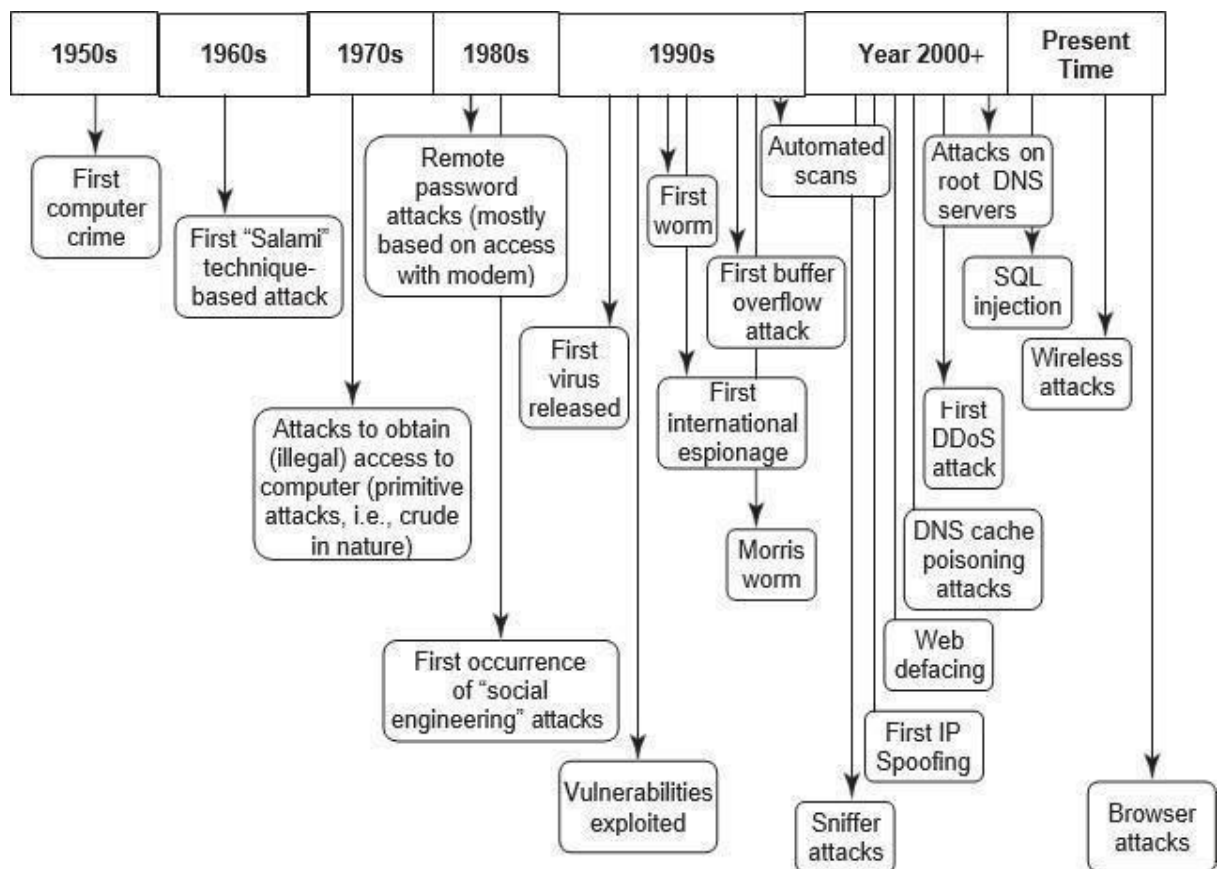 1950s
1960s
1970s
1980s
1990s
Year 2000+
Present
Time
First
computer
crime
First “Salami”
technique-
based attack
Attacks to obtain
(illegal) access to
computer (primitive
attacks, i.e., crude
in nature)
Remote
password
attacks (mostly
based on access
with modem)
First occurrence
of “social
engineering” attacks
First
virus
released
Vulnerabilities
exploited
First
worm
First
international
espionage
First buffer
overflow
attack
Morris
worm
Automated
scans
Sniffer
attacks
First IP
Spoofing
Web
defacing
DNS cache
poisoning
attacks
First
DDoS
attack
Attacks on
root DNS
servers
SQL
injection
Wireless
attacks
Browser
attacks